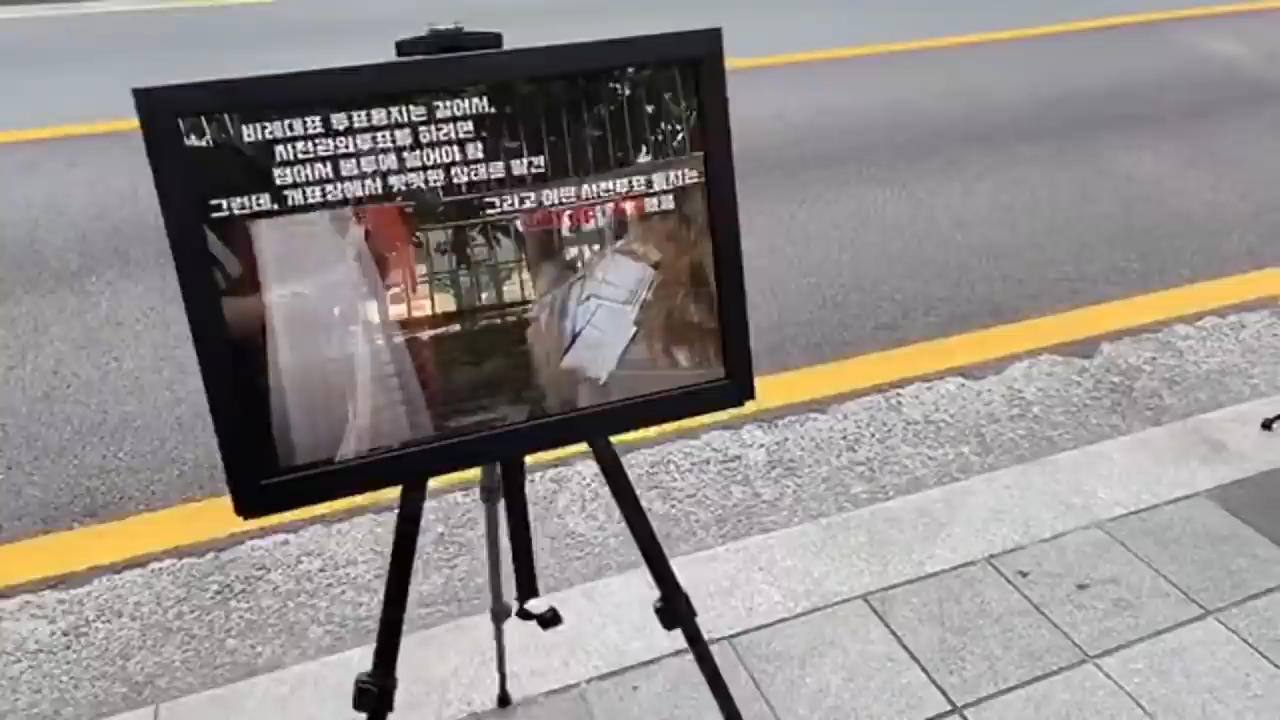 비례대표 투표용지는 길어서,
사전관외투표를 하려면
접어서 봉투에 넣어야 함
그런데, 개표장에서 빳빳한 상태로 발견
그리고 어떤 사전투표 용지는